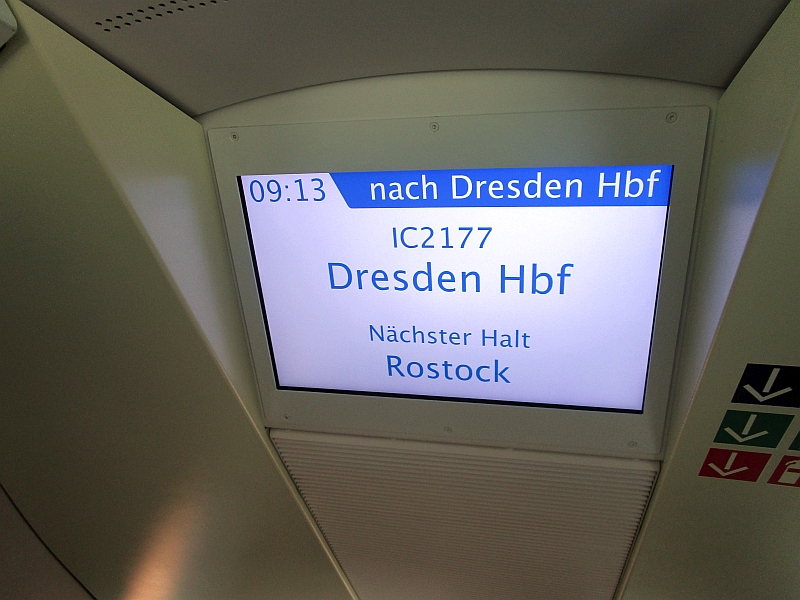 09:13 nach Dresden Hbf
IC2177
Dresden Hbf
Nächster Halt
Rostock